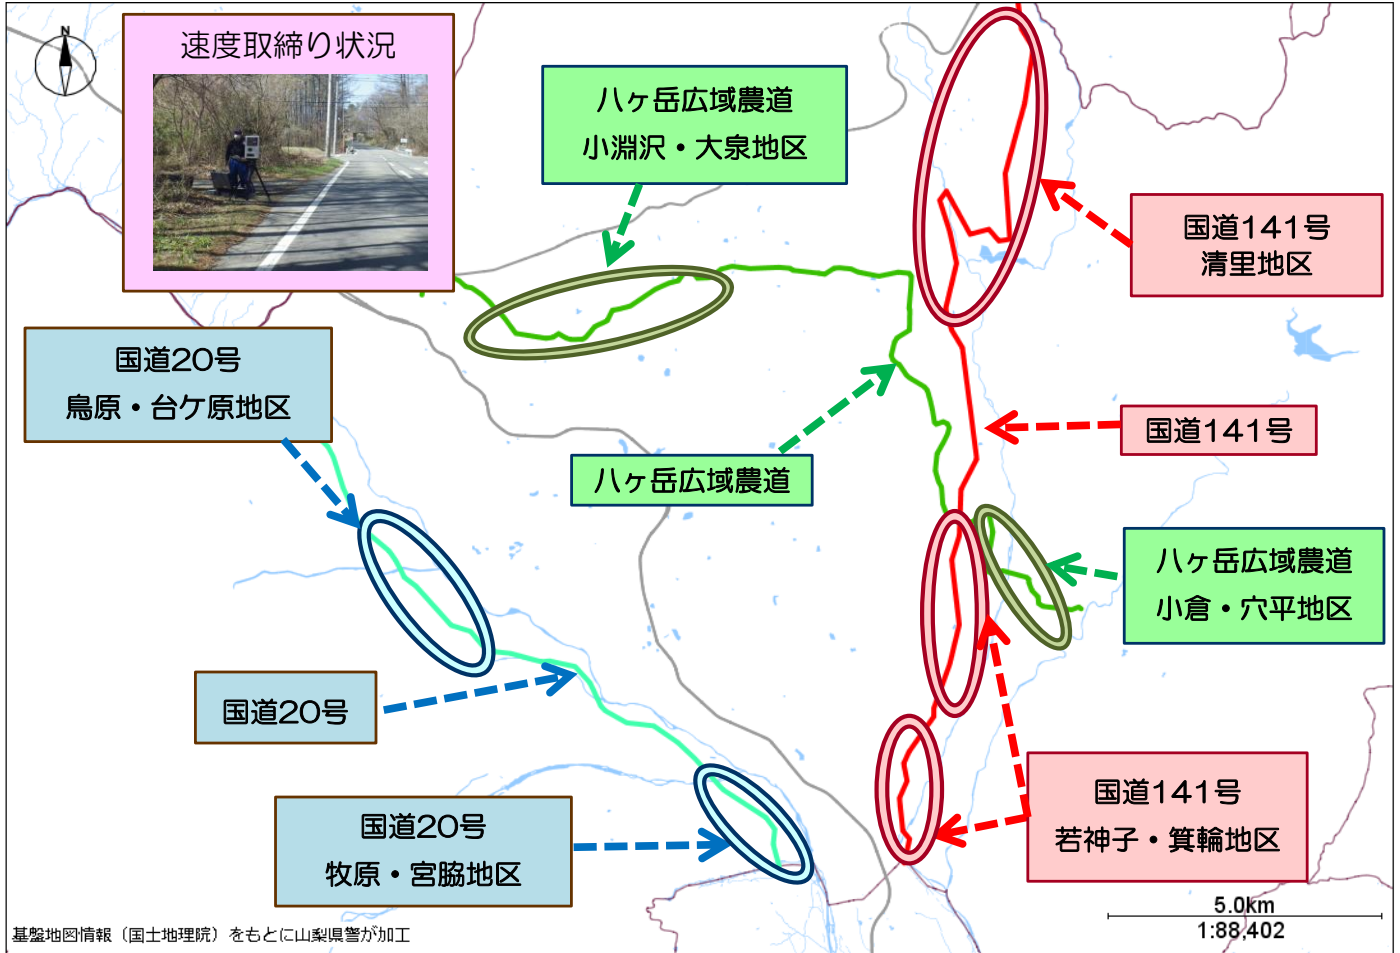 N
速度取締り状況
八ヶ岳広域農道
小淵沢・大泉地区
国道141号
清里地区
国道20号
鳥原・台ケ原地区
国道141号
八ヶ岳広域農道
八ヶ岳広域農道
小倉・穴平地区
国道20号
国道141号
若神子・箕輪地区
国道20号
牧原・宮脇地区
5.0km
1:88,402
基盤地図情報（国土地理院）をもとに山梨県警が加工